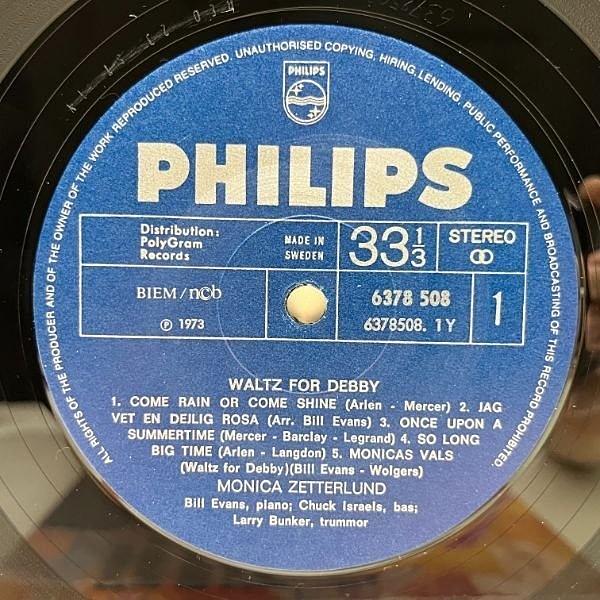 ALL RIGHTS OF THE PRODUCER AND OF THE OWNER OF THE WORK REPRODUCED RESERVED. UNAUTHORISED COPYING, HIRING, LENDING, PUBLIC PERFORMANCE AND BROADCASTING OF THIS RECORD PROHIBITED.
PHILIPS
PHILIPS
Distribution:
PolyGram
Records
MADE IN
SWEDEN
33 1/3
STEREO
BIEM/ncb
℗ 1973
6378 508
6378508. 1 Y
1
WALTZ FOR DEBBY
1. COME RAIN OR COME SHINE (Arlen - Mercer) 2. JAG
VET EN DEJLIG ROSA (Arr. Bill Evans) 3. ONCE UPON A
SUMMERTIME (Mercer - Barclay - Legrand) 4. SO LONG
BIG TIME (Arlen - Langdon) 5. MONICAS VALS
(Waltz for Debby)(Bill Evans - Wolgers)
MONICA ZETTERLUND
Bill Evans, piano; Chuck Israels, bas;
Larry Bunker, trummor